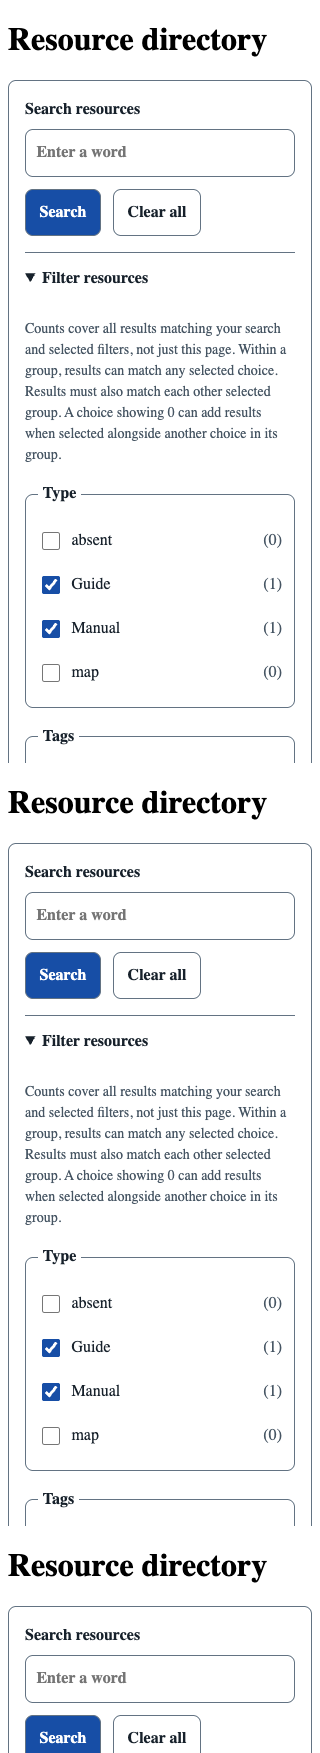 Resource directory
Search resources
Enter a word
Search Clear all
▼ Filter resources
Counts cover all results matching your search
and selected filters, not just this page. Within a
group, results can match any selected choice.
Results must also match each other selected
group. A choice showing 0 can add results
when selected alongside another choice in its
group.
Type
absent (0)
Guide (1)
Manual (1)
map (0)
Tags
Resource directory
Search resources
Enter a word
Search Clear all
▼ Filter resources
Counts cover all results matching your search
and selected filters, not just this page. Within a
group, results can match any selected choice.
Results must also match each other selected
group. A choice showing 0 can add results
when selected alongside another choice in its
group.
Type
absent (0)
Guide (1)
Manual (1)
map (0)
Tags
Resource directory
Search resources
Enter a word
Search Clear all